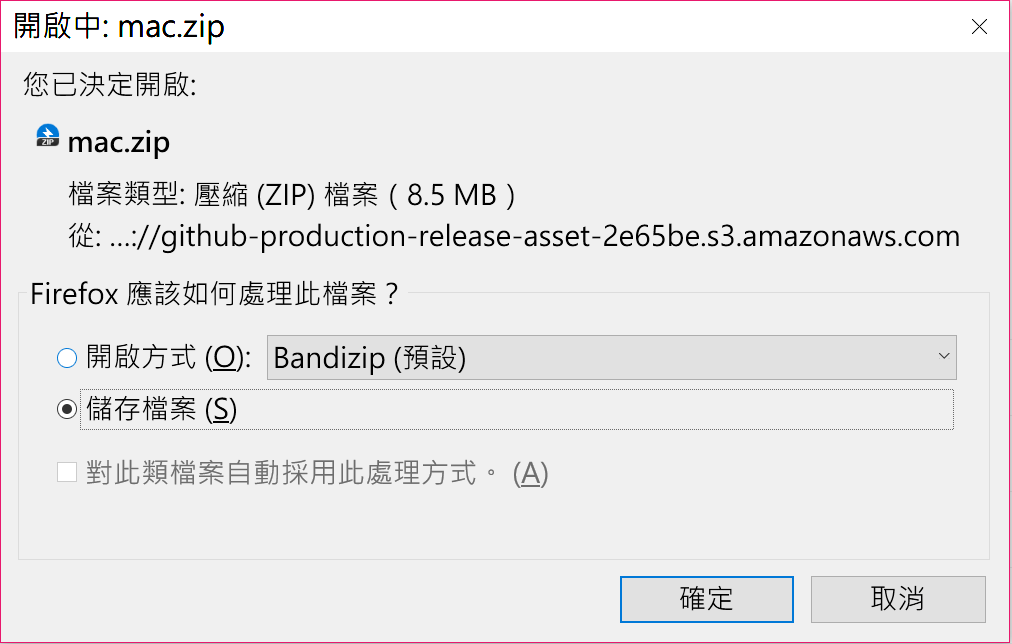 開啟中: mac.zip
您已決定開啟:
ZIP
mac.zip
檔案類型: 壓縮 (ZIP) 檔案 ( 8.5 MB )
從: ...://github-production-release-asset-2e65be.s3.amazonaws.com
Firefox 應該如何處理此檔案？
開啟方式 (O): Bandizip (預設)
儲存檔案 (S)
對此類檔案自動採用此處理方式。 (A)
確定 取消